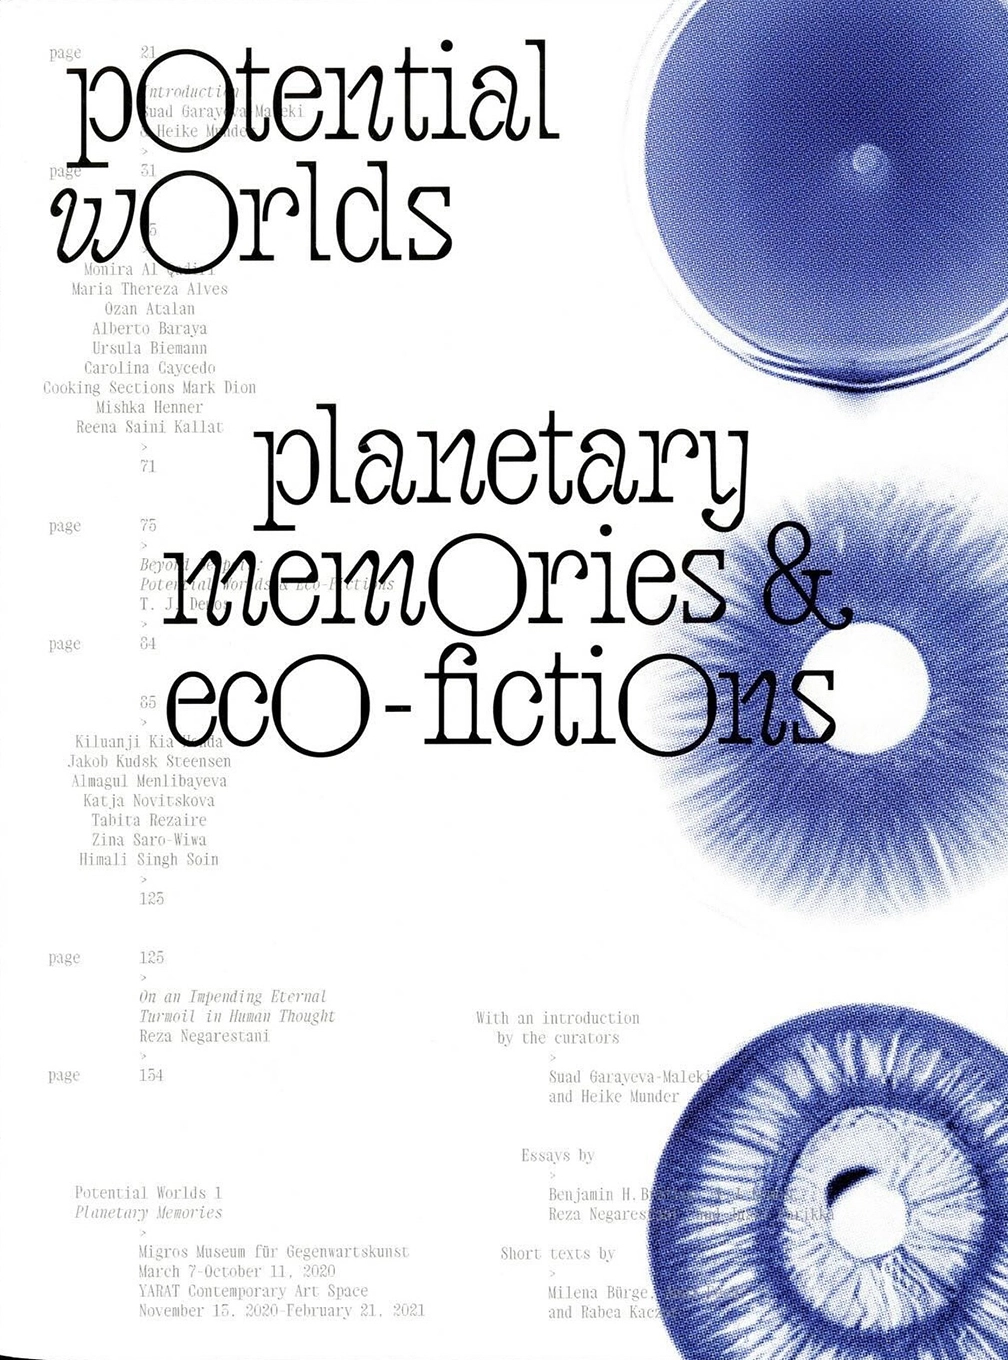 potential
worlds
planetary
memories &
eco-fictions
page 21
Introduction
Suad Garayeva-Maleki
& Heike Munder
>
page 31
Monira Al Qadiri
Maria Thereza Alves
Ozan Atalan
Alberto Baraya
Ursula Biemann
Carolina Caycedo
Cooking Sections Mark Dion
Mishka Henner
Reena Saini Kallat
>
71
page 75
>
Beyond
Potential Worlds & Eco-Fictions
T. J. Demos
>
page 84
85
>
Kiluanji Kia Henda
Jakob Kudsk Steensen
Almagul Menlibayeva
Katja Novitskova
Tabita Rezaire
Zina Saro-Wiwa
Himali Singh Soin
>
125
page 125
>
On an Impending Eternal
Turmoil in Human Thought
Reza Negarestani
>
page 134
With an introduction
by the curators
>
Suad Garayeva-Maleki
and Heike Munder
Essays by
>
Benjamin H.
Reza Negarestani and
Short texts by
>
Milena Bürge,
and Rabea
Potential Worlds 1
Planetary Memories
>
Migros Museum für Gegenwartskunst
March 7-October 11, 2020
YARAT Contemporary Art Space
November 13, 2020-February 21, 2021